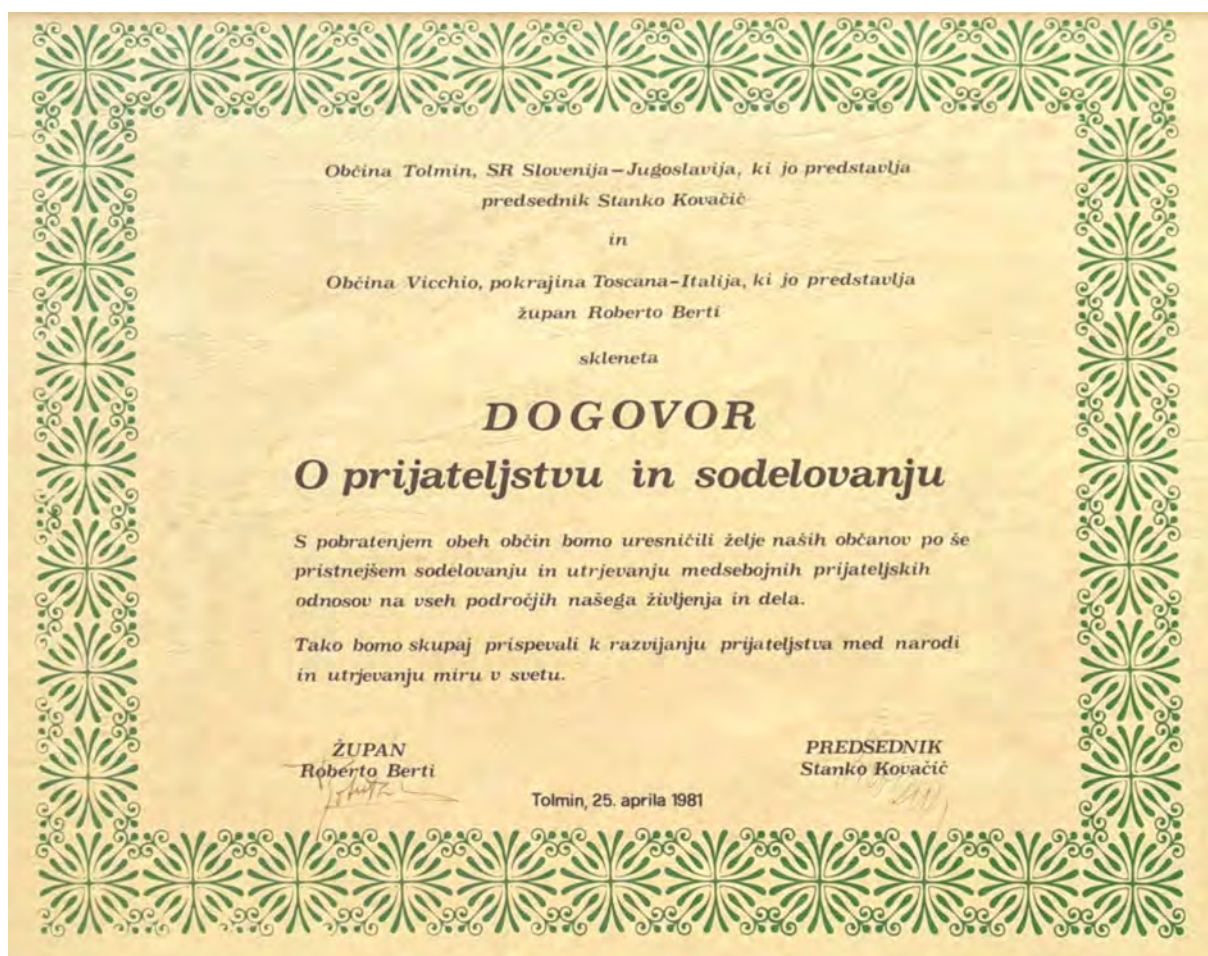 Občina Tolmin, SR Slovenija–Jugoslavija, ki jo predstavlja
predsednik Stanko Kovačič
in
Občina Vicchio, pokrajina Toscana–Italija, ki jo predstavlja
župan Roberto Berti
skleneta
DOGOVOR
O prijateljstvu in sodelovanju
S pobratenjem obeh občin bomo uresničili želje naših občanov po še
pristnejšem sodelovanju in utrjevanju medsebojnih prijateljskih
odnosov na vseh področjih našega življenja in dela.
Tako bomo skupaj prispevali k razvijanju prijateljstva med narodi
in utrjevanju miru v svetu.
ŽUPAN
Roberto Berti
PREDSEDNIK
Stanko Kovačič
Tolmin, 25. aprila 1981